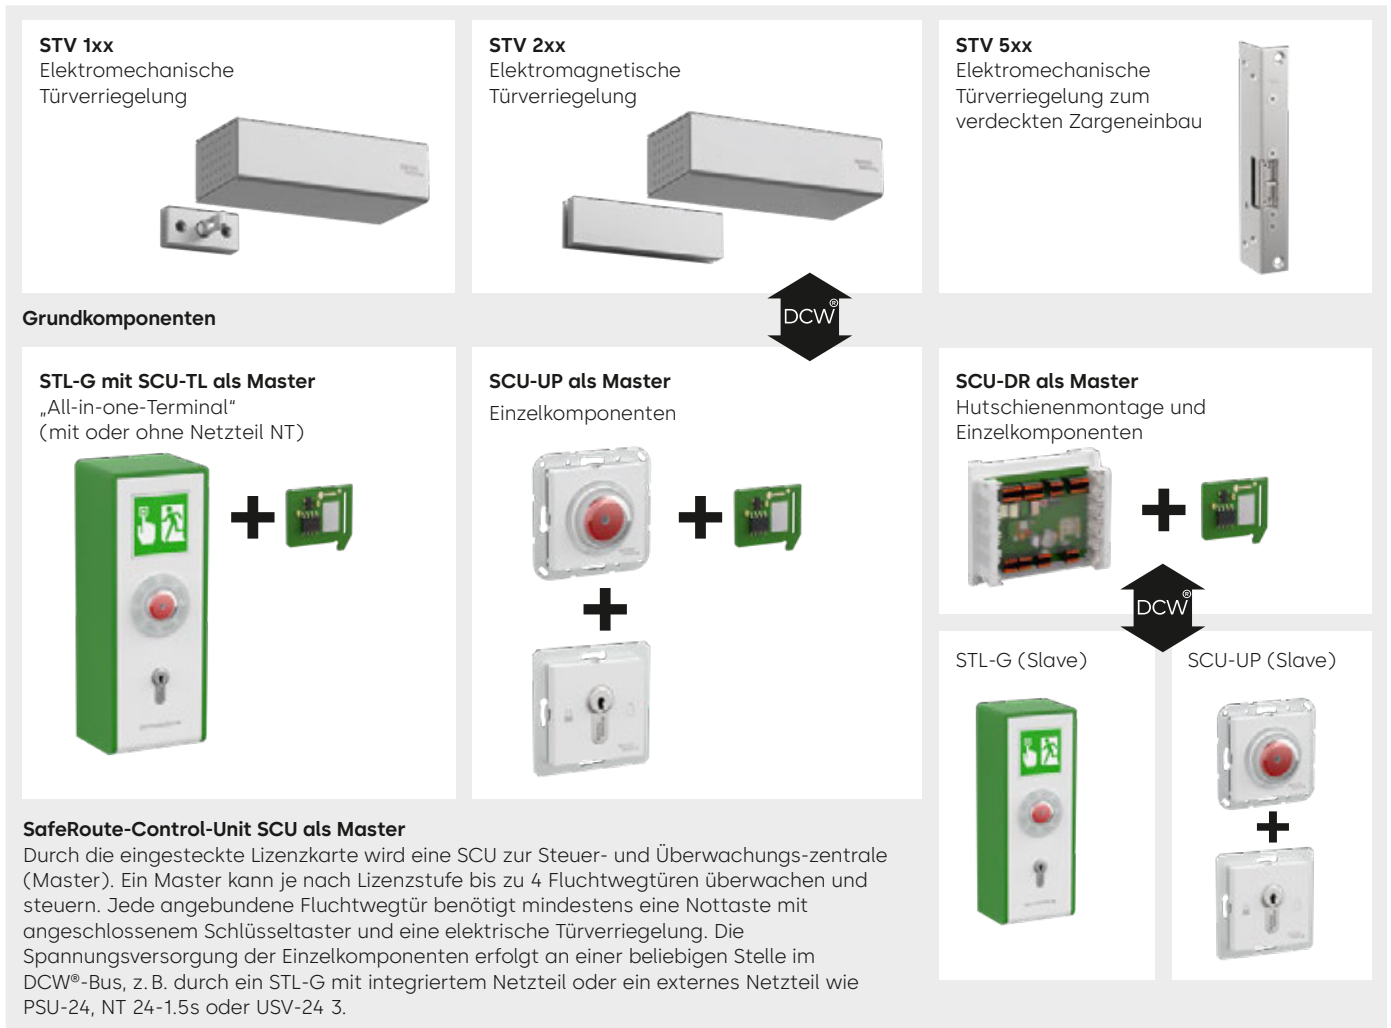 STV 1xx
Elektromechanische
Türverriegelung
STV 2xx
Elektromagnetische
Türverriegelung
STV 5xx
Elektromechanische
Türverriegelung zum
verdeckten Zargeneinbau
DCW®
Grundkomponenten
STL-G mit SCU-TL als Master
„All-in-one-Terminal“
(mit oder ohne Netzteil NT)
SCU-UP als Master
Einzelkomponenten
SCU-DR als Master
Hutschienenmontage und
Einzelkomponenten
DCW®
STL-G (Slave)
SCU-UP (Slave)
SafeRoute-Control-Unit SCU als Master
Durch die eingesteckte Lizenzkarte wird eine SCU zur Steuer- und Überwachungs-zentrale
(Master). Ein Master kann je nach Lizenzstufe bis zu 4 Fluchtwegtüren überwachen und
steuern. Jede angebundene Fluchtwegtür benötigt mindestens eine Nottaste mit
angeschlossenem Schlüsseltaster und eine elektrische Türverriegelung. Die
Spannungsversorgung der Einzelkomponenten erfolgt an einer beliebigen Stelle im
DCW®-Bus, z. B. durch ein STL-G mit integriertem Netzteil oder ein externes Netzteil wie
PSU-24, NT 24-1.5s oder USV-24 3.